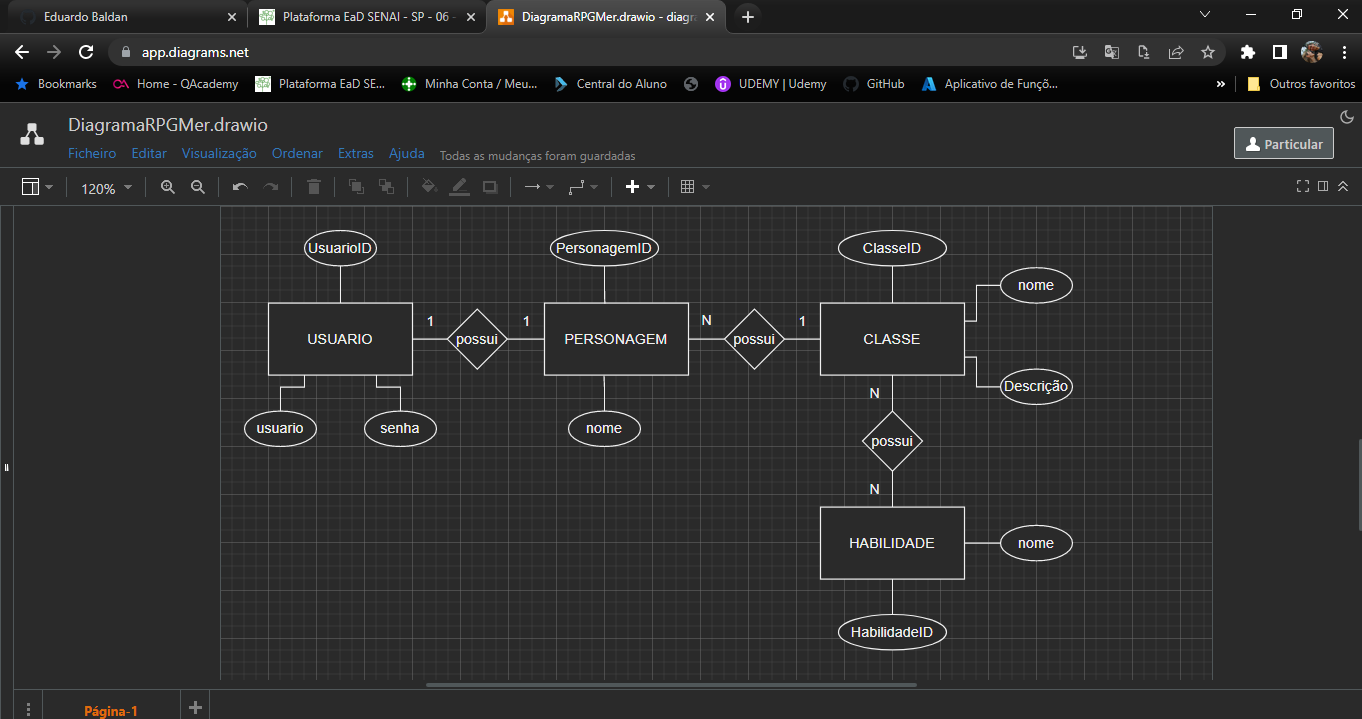 Eduardo Baldan
Plataforma EaD SENAI - SP - 06 -
DiagramaRPGMer.drawio - diagra
app.diagrams.net
Bookmarks
Home - QAcademy
Plataforma EaD SE...
Minha Conta / Meu...
Central do Aluno
UDEMY | Udemy
GitHub
Aplicativo de Funçõ...
»
Outros favoritos
DiagramaRPGMer.drawio
Ficheiro Editar Visualização Ordenar Extras Ajuda Todas as mudanças foram guardadas
Particular
120%
UsuarioID
PersonagemID
ClasseID
nome
USUARIO
1
possui
1
PERSONAGEM
N
possui
1
CLASSE
Descrição
usuario
senha
nome
N
possui
N
HABILIDADE
nome
HabilidadeID
Página-1